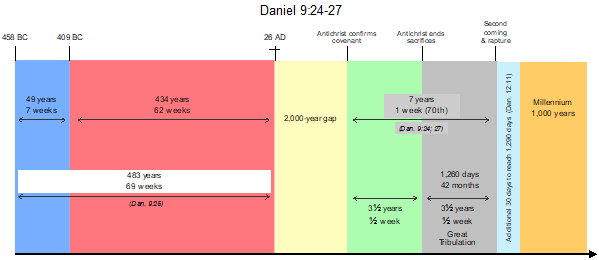 Daniel 9:24-27
458 BC
409 BC
26 AD
Antichrist confirms
covenant
Antichrist ends
sacrifices
Second
coming
& rapture
49 years
7 weeks
434 years
62 weeks
2,000-year gap
7 years
1 week (70th)
(Dan. 9:24; 27)
Additional 30 days to reach 1,290 days (Dan. 12:11)
Millennium
1,000 years
483 years
69 weeks
(Dan. 9:25)
1,260 days
42 months
3½ years
½ week
3½ years
½ week
Great
Tribulation